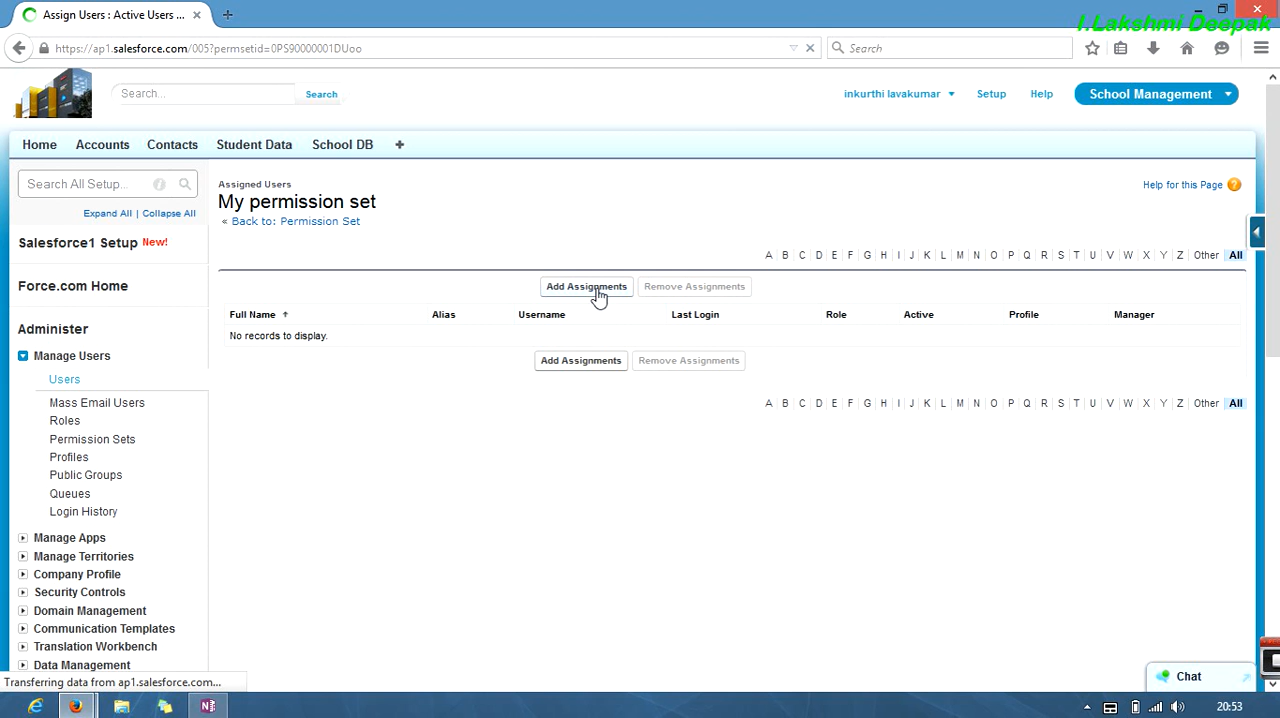 Assign Users : Active Users ...
I.Lakshmi Deepak
https://ap1.salesforce.com/005?permsetid=0PS90000001DUoo
Search
Search...
Search
inkurthi lavakumar
Setup
Help
School Management
Home
Accounts
Contacts
Student Data
School DB
+
Search All Setup...
Expand All | Collapse All
Salesforce1 Setup New!
Force.com Home
Administer
Manage Users
Users
Mass Email Users
Roles
Permission Sets
Profiles
Public Groups
Queues
Login History
Manage Apps
Manage Territories
Company Profile
Security Controls
Domain Management
Communication Templates
Translation Workbench
Data Management
Assigned Users
My permission set
« Back to: Permission Set
Help for this Page ?
A B C D E F G H I J K L M N O P Q R S T U V W X Y Z Other All
Add Assignments Remove Assignments
Full Name Alias Username Last Login Role Active Profile Manager
No records to display.
Add Assignments Remove Assignments
A B C D E F G H I J K L M N O P Q R S T U V W X Y Z Other All
Transferring data from ap1.salesforce.com...
Chat
20:53